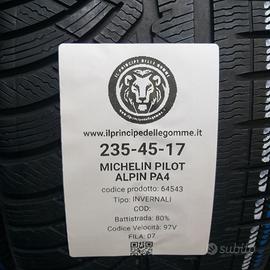 IL PRINCIPE DELLE GOMME
www.ilprincipedellegomme.it
235-45-17
MICHELIN PILOT
ALPIN PA4
codice prodotto: 64543
Tipo: INVERNALI
COD:
Battistrada: 80%
Codice Velocità: 97V
FILA: 07
subito